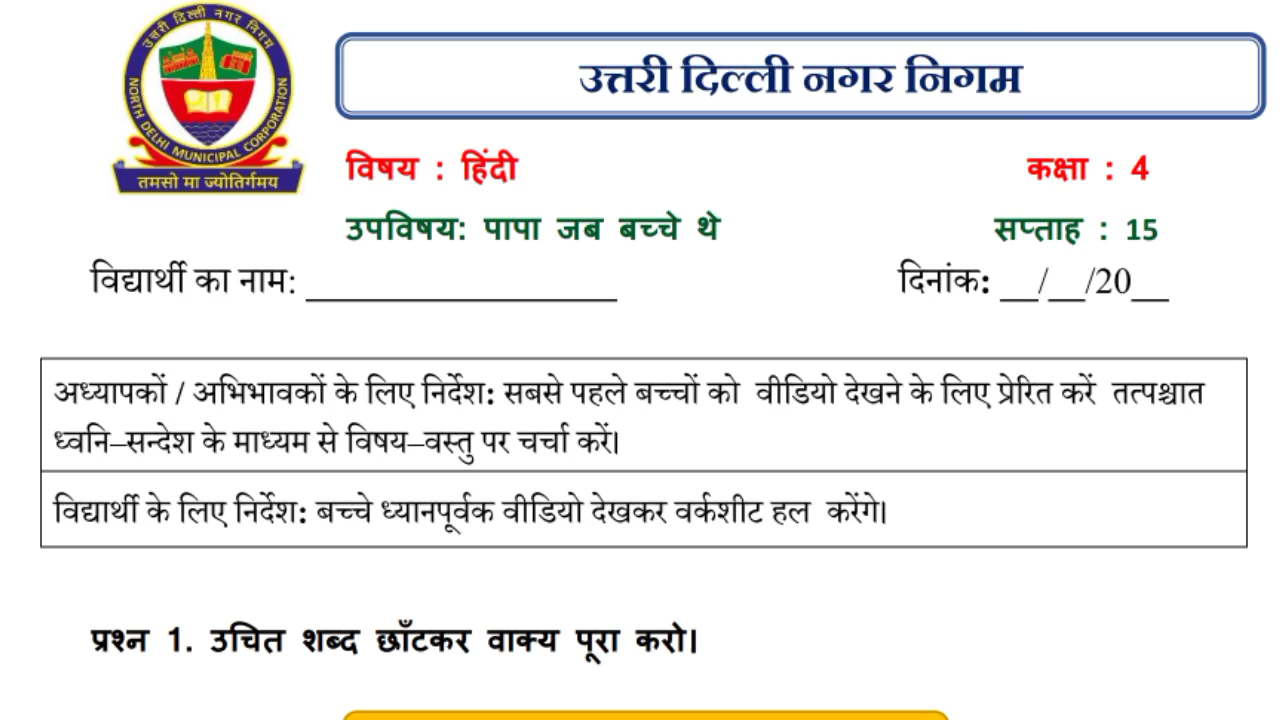 उत्तरी दिल्ली नगर निगम
NORTH DELHI MUNICIPAL CORPORATION
तमसो मा ज्योतिर्गमय
उत्तरी दिल्ली नगर निगम
विषय : हिंदी कक्षा : 4
उपविषय: पापा जब बच्चे थे सप्ताह : 15
विद्यार्थी का नाम: _________________ दिनांक: __/__/20__
अध्यापकों / अभिभावकों के लिए निर्देश: सबसे पहले बच्चों को वीडियो देखने के लिए प्रेरित करें तत्पश्चात
ध्वनि–सन्देश के माध्यम से विषय–वस्तु पर चर्चा करें।
विद्यार्थी के लिए निर्देश: बच्चे ध्यानपूर्वक वीडियो देखकर वर्कशीट हल करेंगे।
प्रश्न 1. उचित शब्द छाँटकर वाक्य पूरा करो।